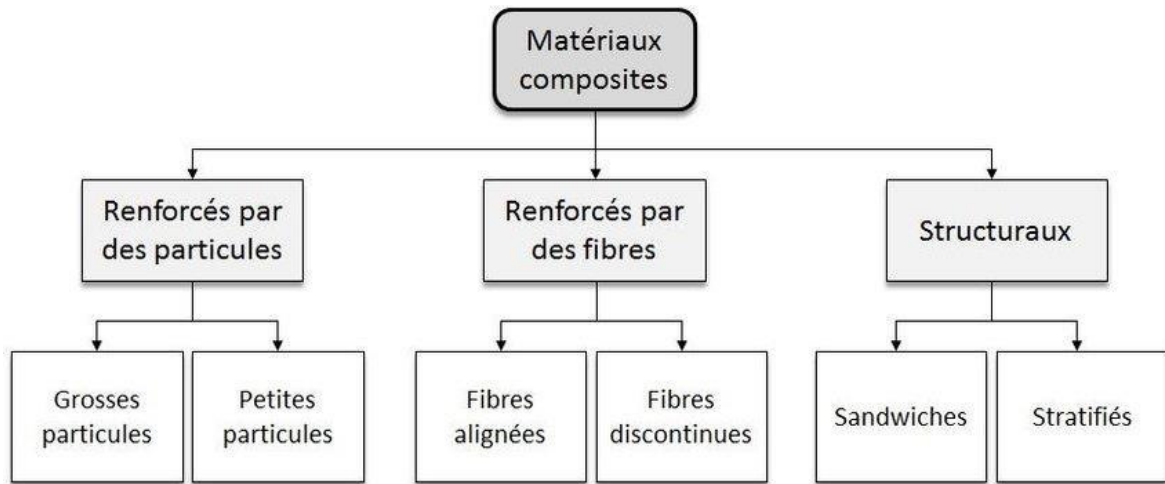 Matériaux
composites
Renforcés par
des particules
Renforcés par
des fibres
Structuraux
Grosses
particules
Petites
particules
Fibres
alignées
Fibres
discontinues
Sandwiches
Stratifiés